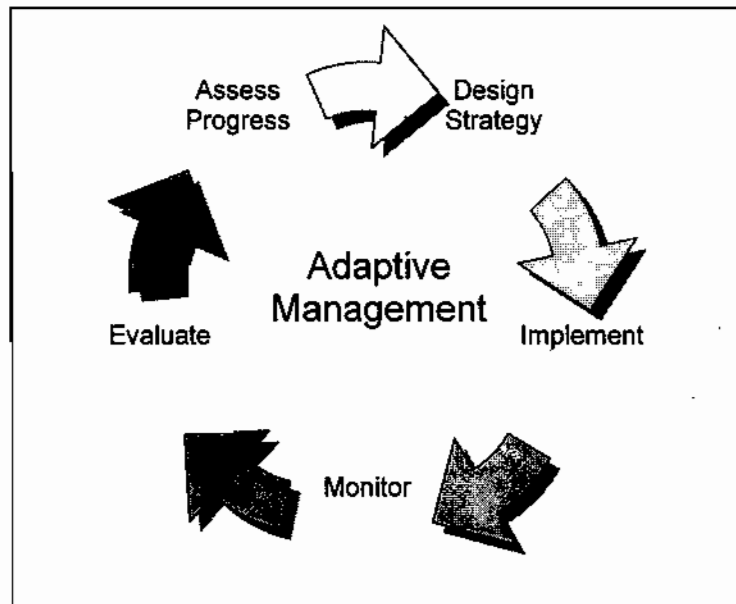 Assess
Progress
Design
Strategy
Adaptive
Management
Implement
Evaluate
Monitor